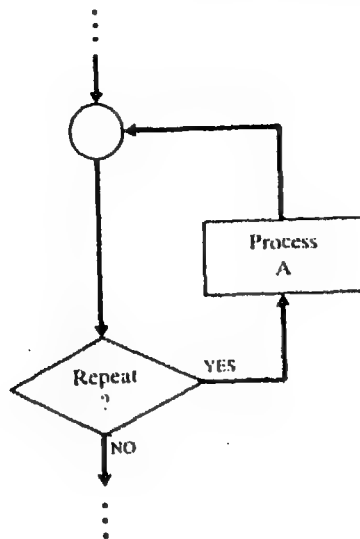 Process
A
Repeat
?
YES
NO